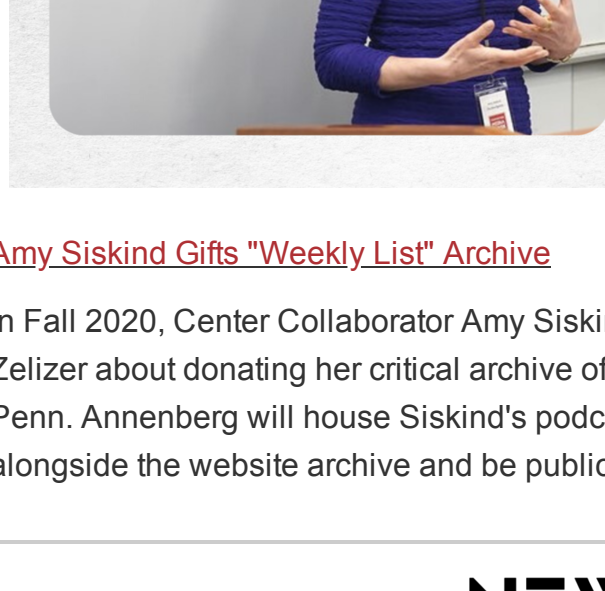 Amy Siskind Gifts "Weekly List" Archive
n Fall 2020, Center Collaborator Amy Siski
Zelizer about donating her critical archive of
Penn. Annenberg will house Siskind's podc
alongside the website archive and be public
NEW